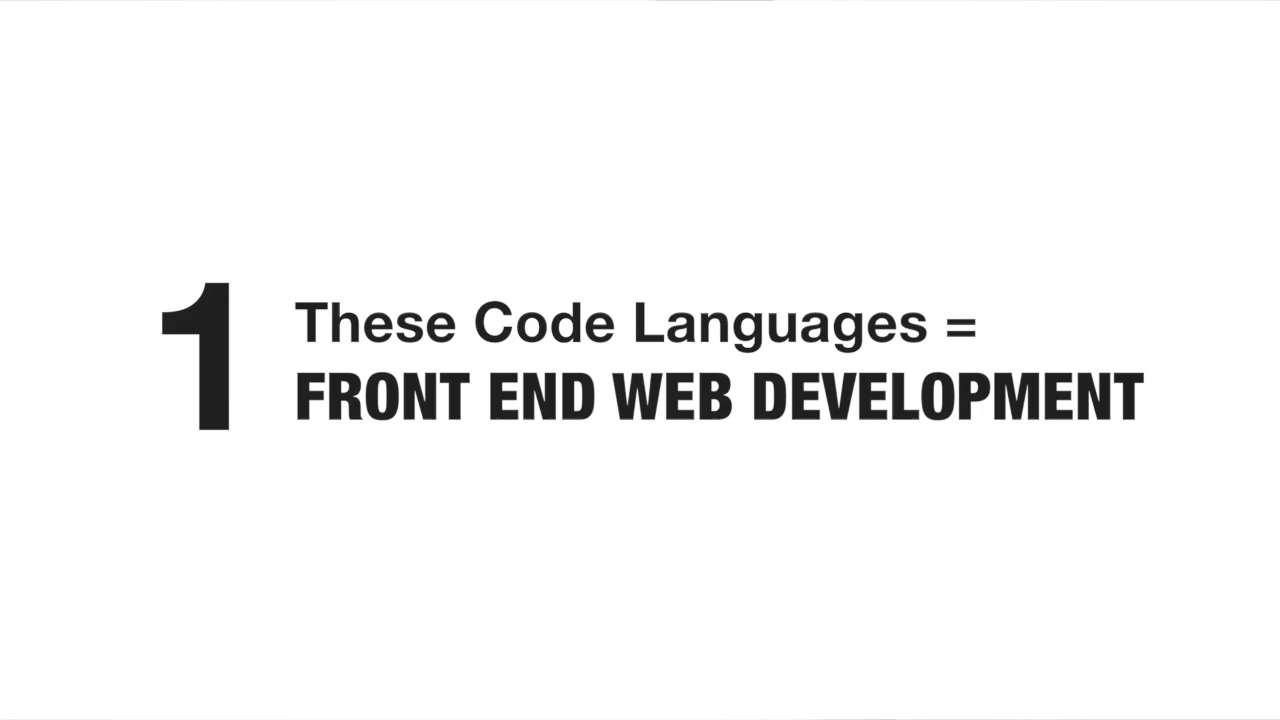 1
These Code Languages =
FRONT END WEB DEVELOPMENT